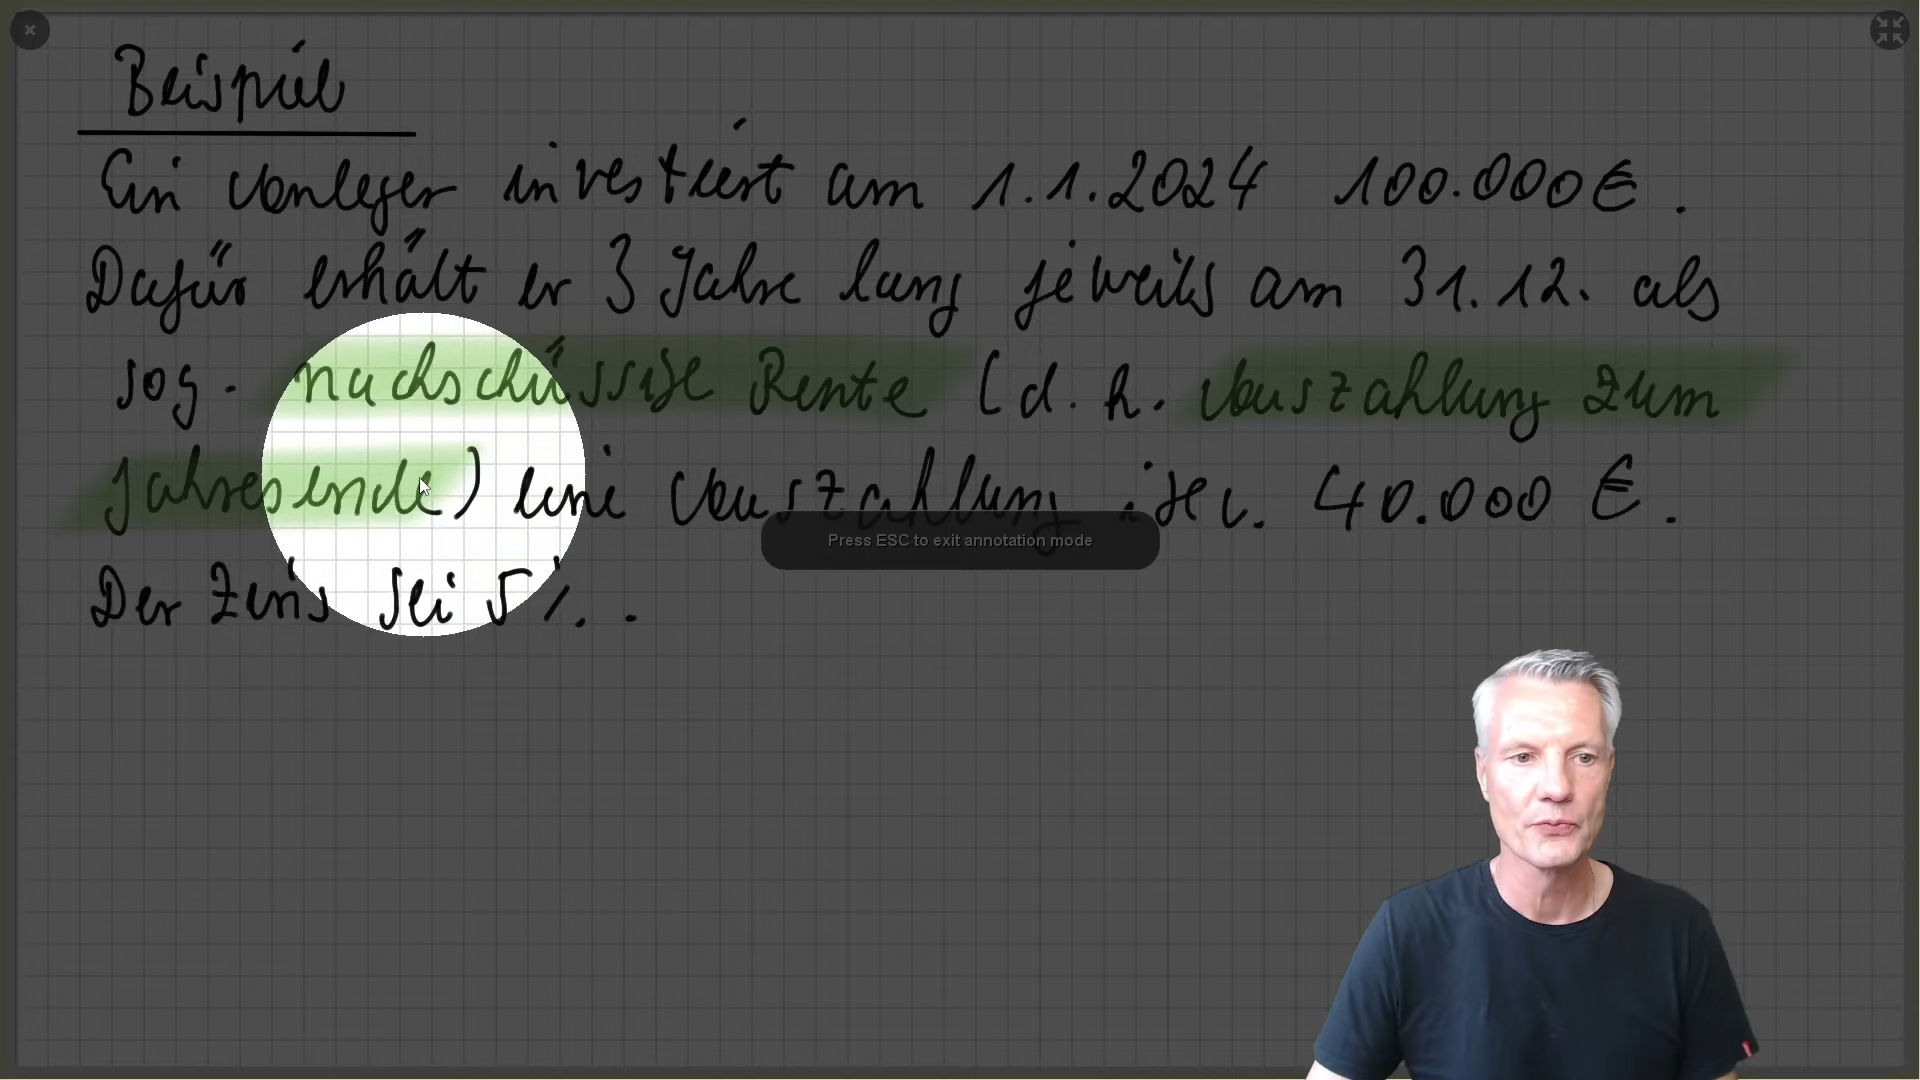 Beispiel
Ein Anleger investiert am 1.1.2024 100.000€.
Dafür erhält er 3 Jahre lang jeweils am 31.12. als
sog. nachschüssige Rente (d.h. Auszahlung zum
Jahresende) eine Auszahlung i.H.v. 40.000 €.
Press ESC to exit annotation mode
Der Zins sei 5%.